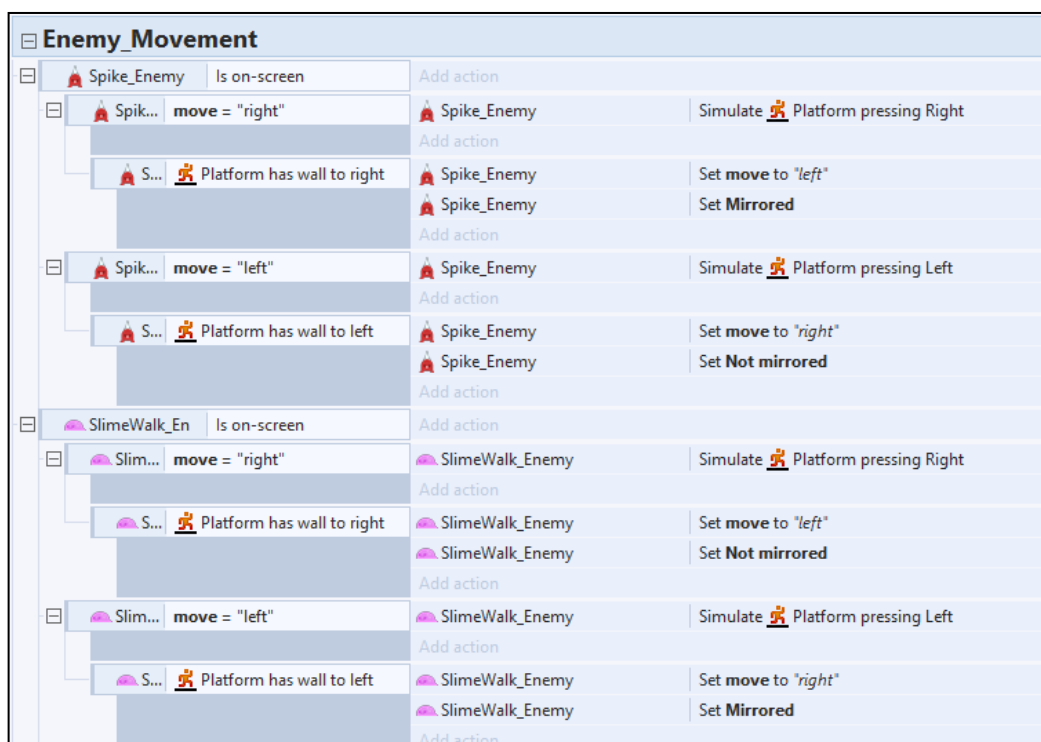 Enemy_Movement
Spike_Enemy Is on-screen Add action
Spik... move = "right" Spike_Enemy Simulate Platform pressing Right
Add action
S... Platform has wall to right Spike_Enemy Set move to "left"
Spike_Enemy Set Mirrored
Add action
Spik... move = "left" Spike_Enemy Simulate Platform pressing Left
Add action
S... Platform has wall to left Spike_Enemy Set move to "right"
Spike_Enemy Set Not mirrored
Add action
SlimeWalk_En Is on-screen Add action
Slim... move = "right" SlimeWalk_Enemy Simulate Platform pressing Right
Add action
S... Platform has wall to right SlimeWalk_Enemy Set move to "left"
SlimeWalk_Enemy Set Not mirrored
Add action
Slim... move = "left" SlimeWalk_Enemy Simulate Platform pressing Left
Add action
S... Platform has wall to left SlimeWalk_Enemy Set move to "right"
SlimeWalk_Enemy Set Mirrored
Add action